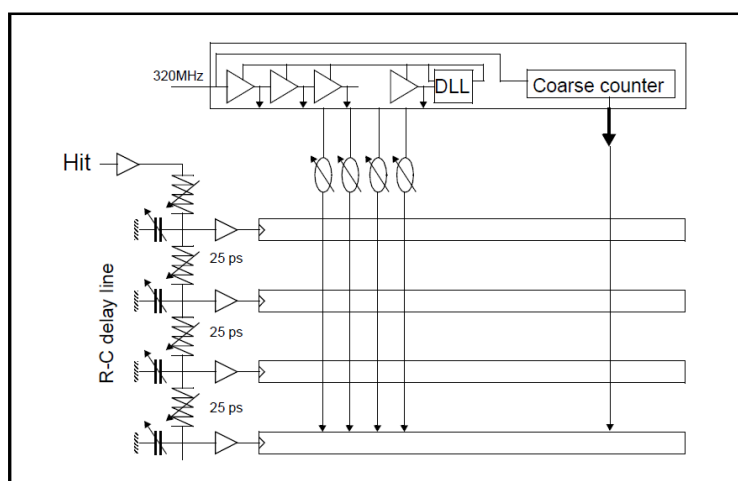 320MHz
DLL
Coarse counter
Hit
25 ps
R-C delay line
25 ps
25 ps